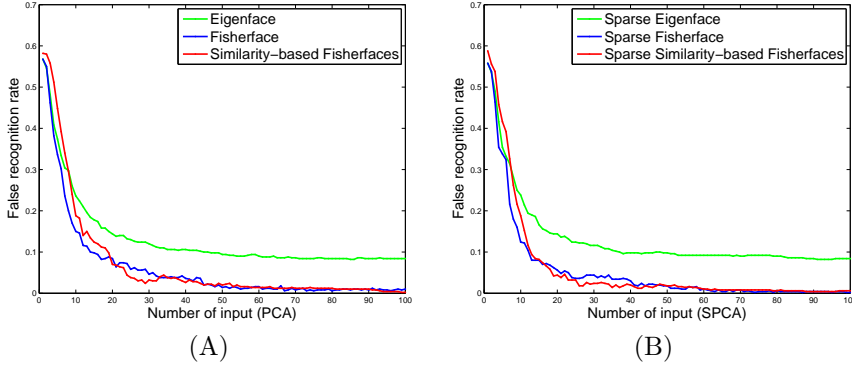 Eigenface
Fisherface
Similarity−based Fisherfaces
False recognition rate
0.7
0.6
0.5
0.4
0.3
0.2
0.1
0
0 10 20 30 40 50 60 70 80 90 100
Number of input (PCA)
(A)
Sparse Eigenface
Sparse Fisherface
Sparse Similarity−based Fisherfaces
False recognition rate
0.7
0.6
0.5
0.4
0.3
0.2
0.1
0
0 10 20 30 40 50 60 70 80 90 100
Number of input (SPCA)
(B)